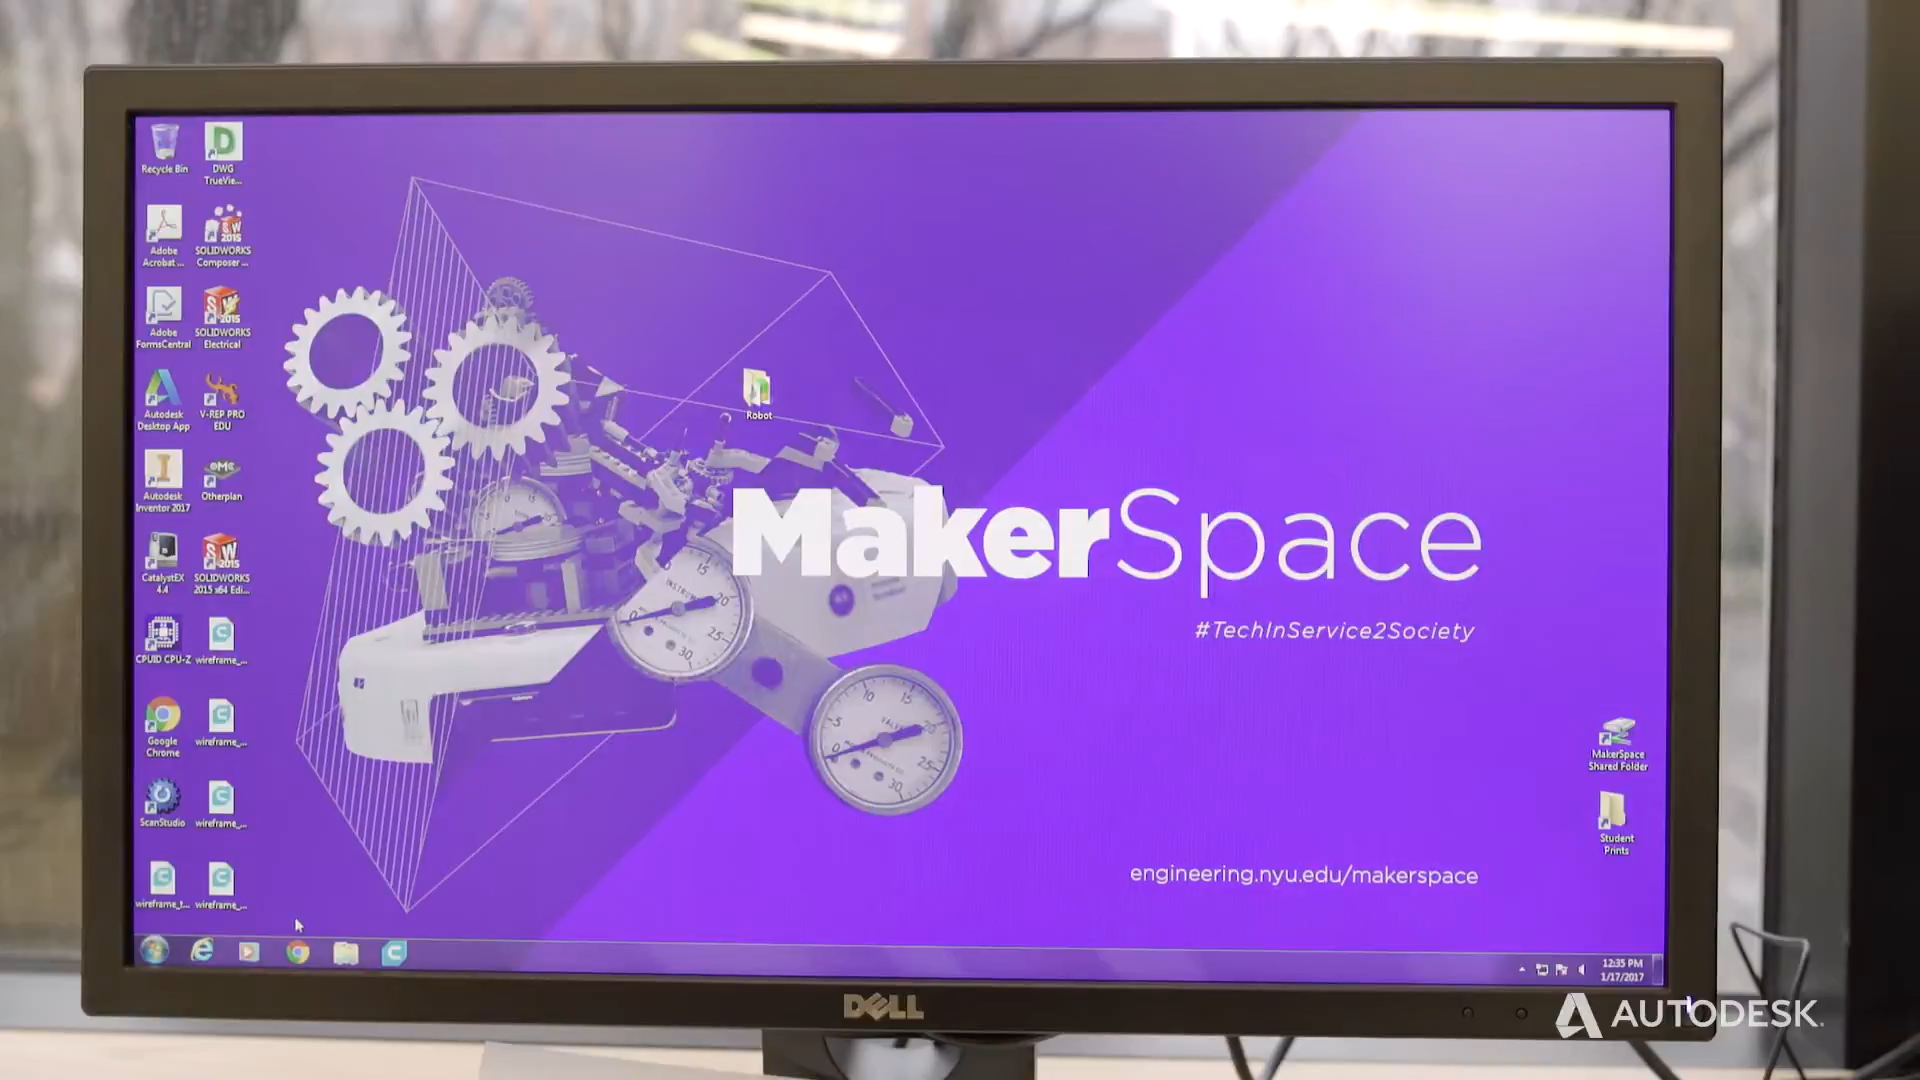 Recycle Bin
DWG
TrueVie...
Adobe
Acrobat ...
SOLIDWORKS
Composer ...
Adobe
FormsCentral
SOLIDWORKS
Electrical
Autodesk
Desktop App
V-REP PRO
EDU
Autodesk
Inventor 2017
Otherplan
CatalystEX
4.4
SOLIDWORKS
2015 x64 Edi...
CPUID CPU-Z
wireframe_...
Google
Chrome
wireframe_...
ScanStudio
wireframe_...
wireframe_t...
wireframe_...
Robot
MakerSpace
#TechInService2Society
engineering.nyu.edu/makerspace
MakerSpace
Shared Folder
Student
Prints
12:35 PM
1/17/2017
DELL
AUTODESK.